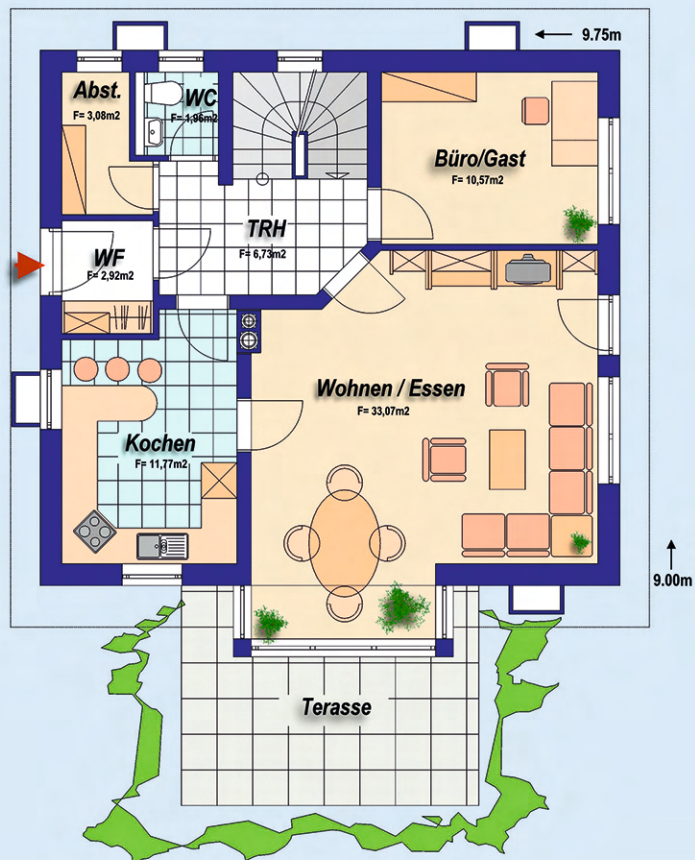 9.75m
Abst.
F= 3,08m2
WC
F= 1,96m2
Büro/Gast
F= 10,57m2
TRH
F= 6,73m2
WF
F= 2,92m2
Wohnen / Essen
F= 33,07m2
Kochen
F= 11,77m2
9.00m
Terasse